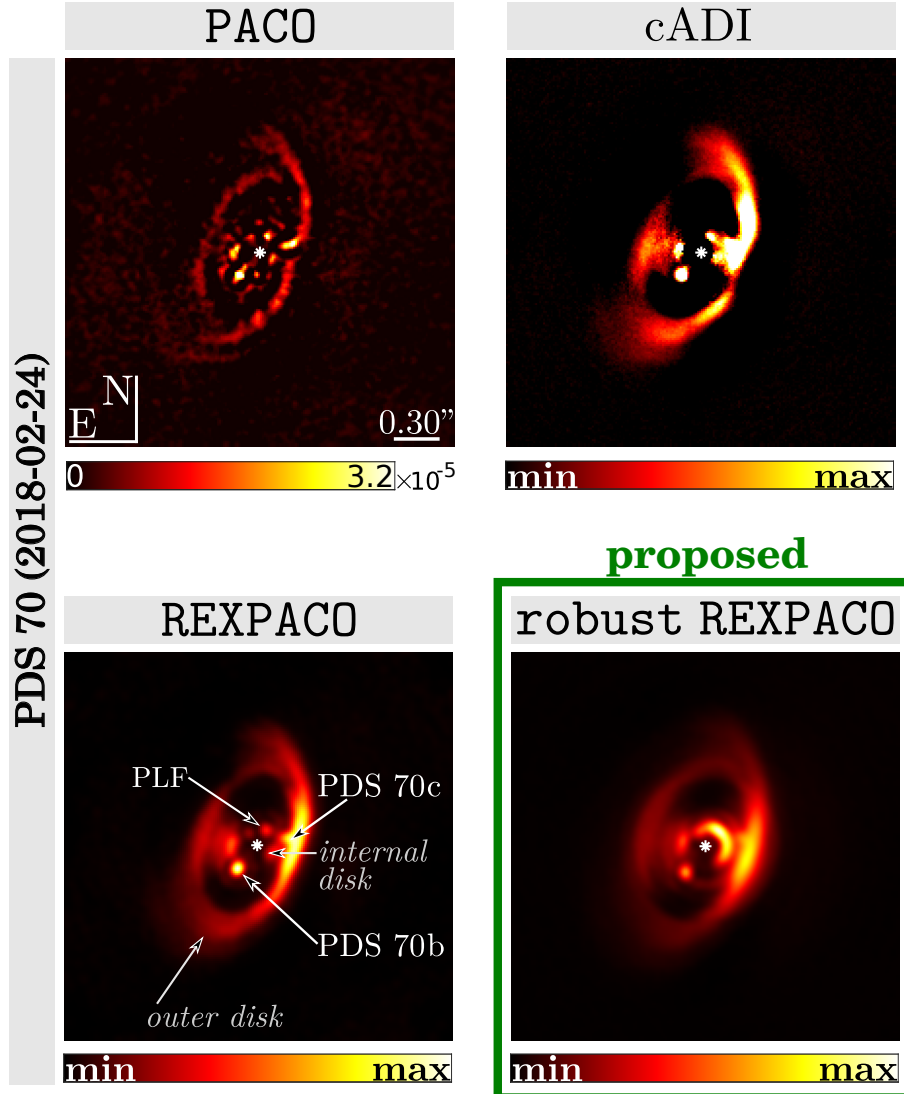 PACO
cADI
PDS 70 (2018-02-24)
N
E
0.30”
0
3.2
×10-5
min
max
proposed
REXPACO
robust REXPACO
PLF
PDS 70c
internal
disk
PDS 70b
outer disk
min
max
min
max